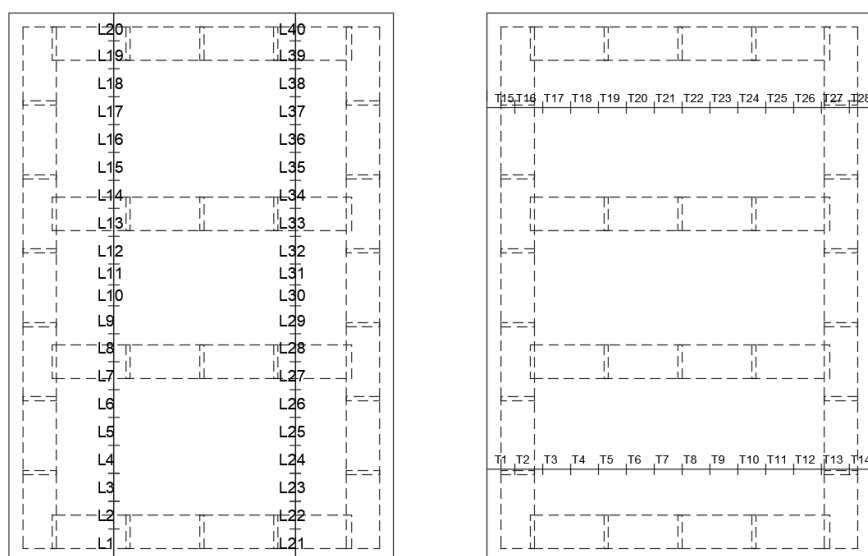 L20 L40
L19 L39
L18 L38
L17 L37
L16 L36
L15 L35
L14 L34
L13 L33
L12 L32
L11 L31
L10 L30
L9 L29
L8 L28
L7 L27
L6 L26
L5 L25
L4 L24
L3 L23
L2 L22
L1 L21
T15 T16 T17 T18 T19 T20 T21 T22 T23 T24 T25 T26 T27 T28
T1 T2 T3 T4 T5 T6 T7 T8 T9 T10 T11 T12 T13 T14